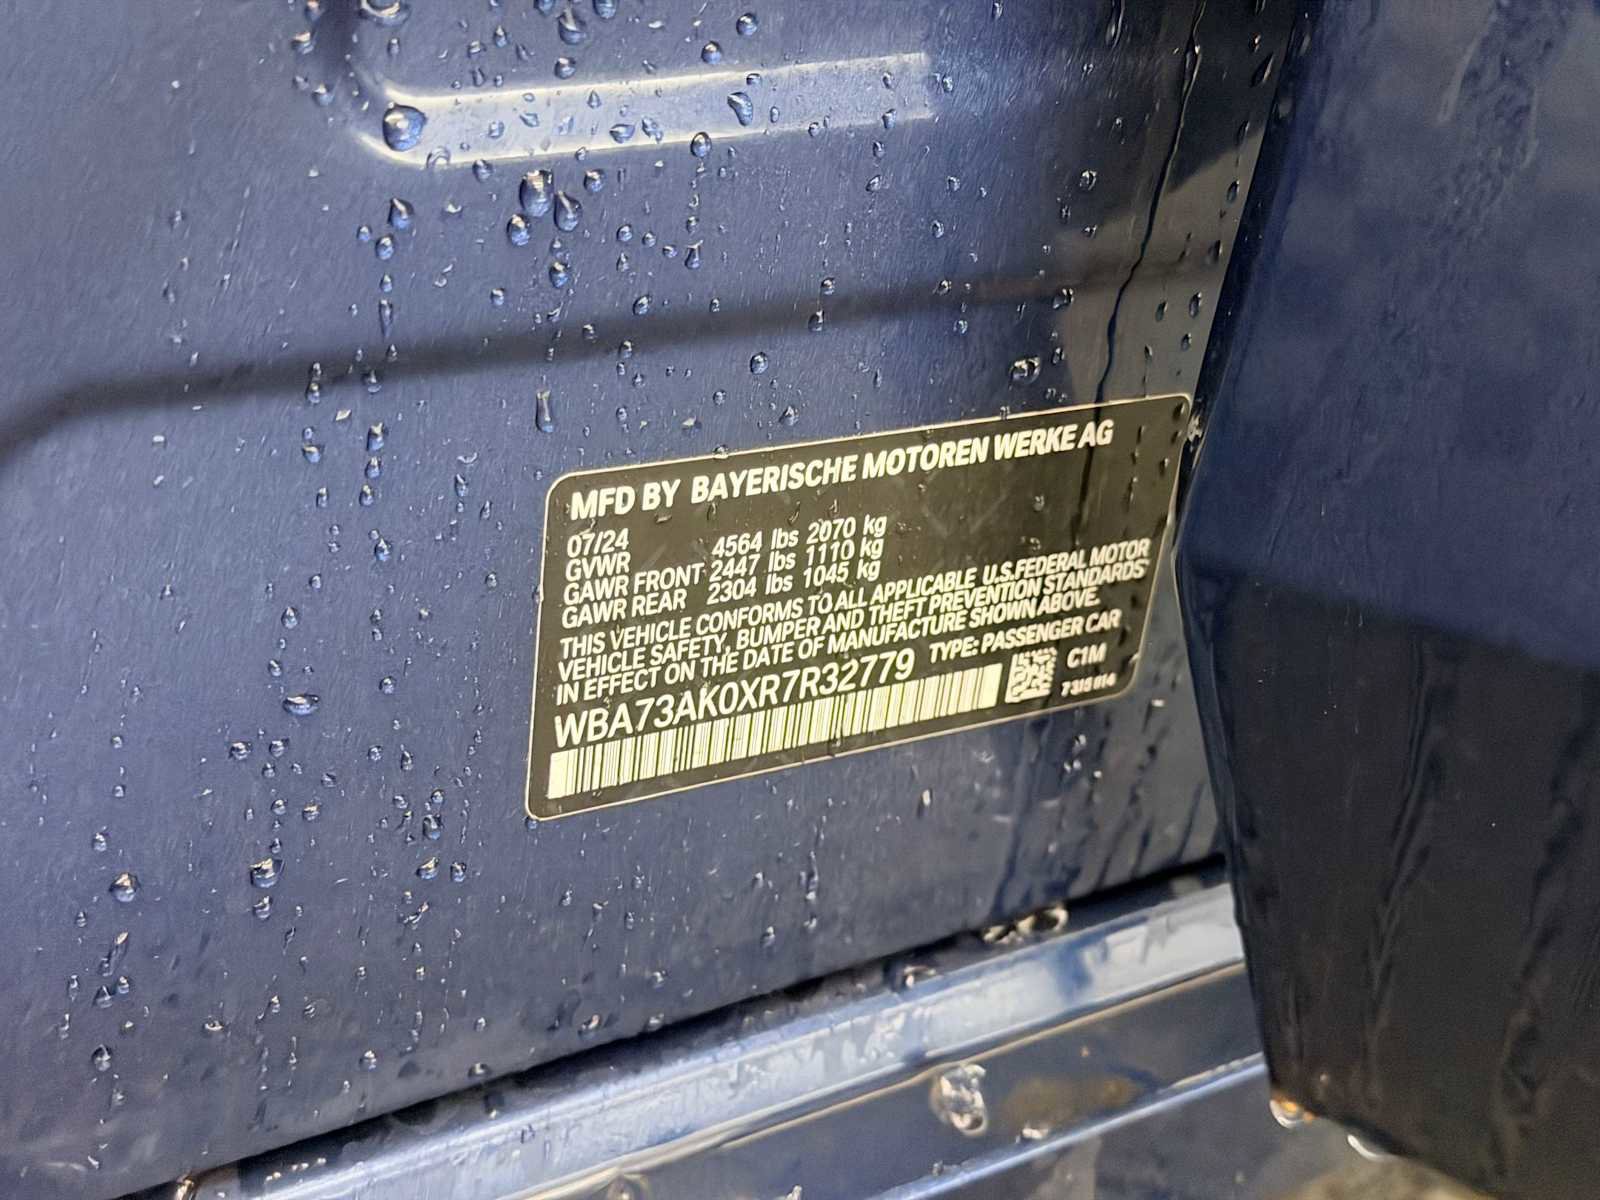 MFD BY BAYERISCHE MOTOREN WERKE AG
07/24
GVWR 4564 lbs 2070 kg
GAWR FRONT 2447 lbs 1110 kg
GAWR REAR 2304 lbs 1045 kg
THIS VEHICLE CONFORMS TO ALL APPLICABLE U.S.FEDERAL MOTOR
VEHICLE SAFETY, BUMPER AND THEFT PREVENTION STANDARDS
IN EFFECT ON THE DATE OF MANUFACTURE SHOWN ABOVE.
WBA73AK0XR7R32779 TYPE: PASSENGER CAR
C1M